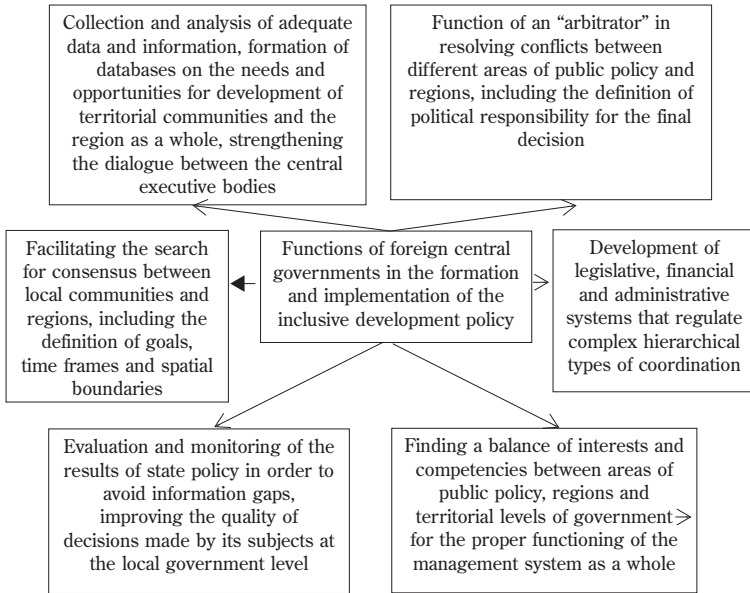 Collection and analysis of adequate
data and information, formation of
databases on the needs and
opportunities for development of
territorial communities and the
region as a whole, strengthening
the dialogue between the central
executive bodies
Function of an “arbitrator” in
resolving conflicts between
different areas of public policy and
regions, including the definition of
political responsibility for the final
decision
Facilitating the search
for consensus between
local communities and
regions, including the
definition of goals,
time frames and spatial
boundaries
Functions of foreign central
governments in the formation
and implementation of the
inclusive development policy
Development of
legislative, financial
and administrative
systems that regulate
complex hierarchical
types of coordination
Evaluation and monitoring of the
results of state policy in order to
avoid information gaps,
improving the quality of
decisions made by its subjects at
the local government level
Finding a balance of interests and
competencies between areas of
public policy, regions and
territorial levels of government
for the proper functioning of the
management system as a whole